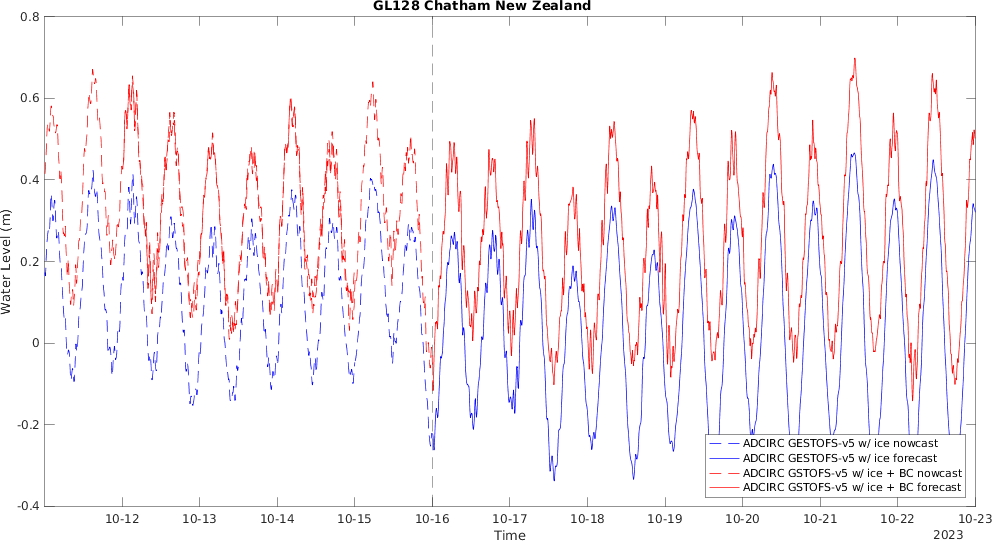 GL128 Chatham New Zealand
0.8
0.6
0.4
0.2
0
-0.2
-0.4
Water Level (m)
ADCIRC GESTOFS-v5 w/ ice nowcast
ADCIRC GESTOFS-v5 w/ ice forecast
ADCIRC GSTOFS-v5 w/ ice + BC nowcast
ADCIRC GSTOFS-v5 w/ ice + BC forecast
10-12 10-13 10-14 10-15 10-16 10-17 10-18 10-19 10-20 10-21 10-22 10-23
Time
2023